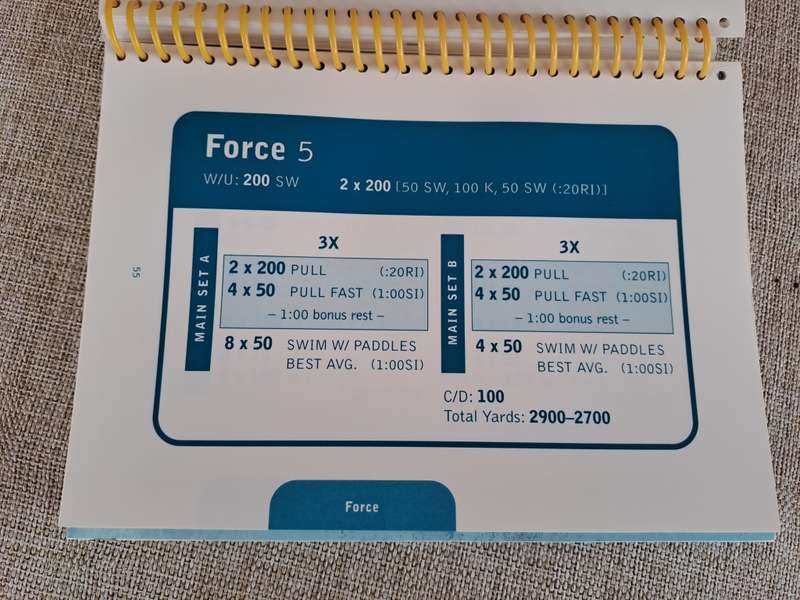 Force 5
W/U: 200 SW 2 x 200 [50 SW, 100 K, 50 SW (:20RI)]
MAIN SET A
3X
2 x 200 PULL (:20RI)
4 x 50 PULL FAST (1:00SI)
– 1:00 bonus rest –
8 x 50 SWIM W/ PADDLES
BEST AVG. (1:00SI)
MAIN SET B
3X
2 x 200 PULL (:20RI)
4 x 50 PULL FAST (1:00SI)
– 1:00 bonus rest –
4 x 50 SWIM W/ PADDLES
BEST AVG. (1:00SI)
C/D: 100
Total Yards: 2900–2700
55
Force